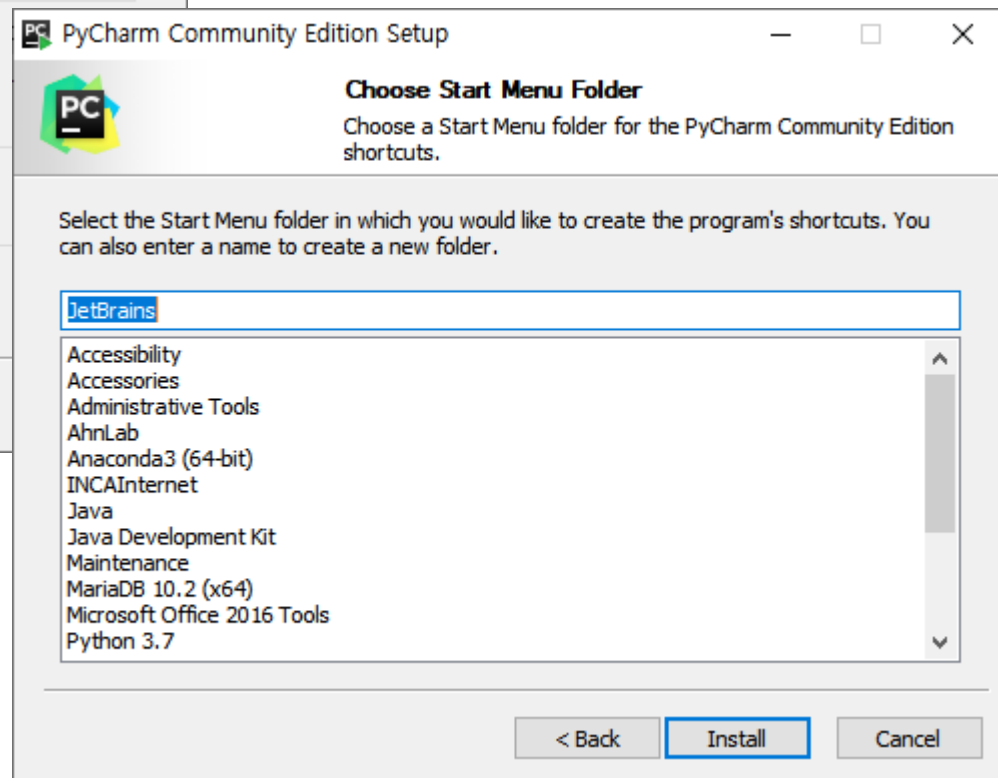 PC PyCharm Community Edition Setup
PC
Choose Start Menu Folder
Choose a Start Menu folder for the PyCharm Community Edition
shortcuts.
Select the Start Menu folder in which you would like to create the program's shortcuts. You
can also enter a name to create a new folder.
JetBrains
Accessibility
Accessories
Administrative Tools
AhnLab
Anaconda3 (64-bit)
INCAInternet
Java
Java Development Kit
Maintenance
MariaDB 10.2 (x64)
Microsoft Office 2016 Tools
Python 3.7
< Back Install Cancel